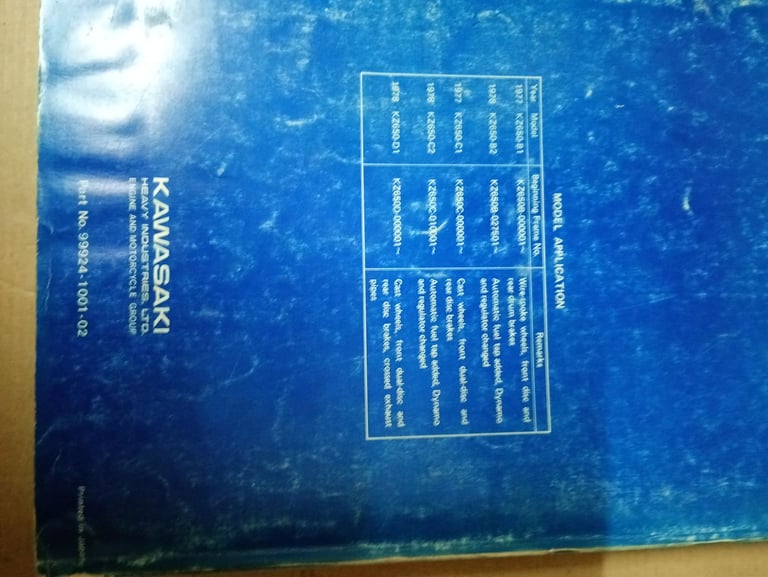 MODEL APPLICATION
Year Model Beginning Frame No. Remarks
1977 KZ650-B1 KZ650B-000001~ Wire-spoke wheels, front disc and
rear drum brakes
1978 KZ650-B2 KZ650B-027501~ Automatic fuel tap added, Dynamo
and regulator changed
1977 KZ650-C1 KZ650C-000001~ Cast wheels, front dual-disc and
rear disc brakes
1978 KZ650-C2 KZ650C-010001~ Automatic fuel tap added, Dynamo
and regulator changed
1978 KZ650-D1 KZ650D-000001~ Cast wheels, front dual-disc and
rear disc brakes, crossed exhaust
pipes
KAWASAKI
HEAVY INDUSTRIES, LTD.
ENGINE AND MOTORCYCLE GROUP
Part No. 99924-1001-02
Printed in Japan